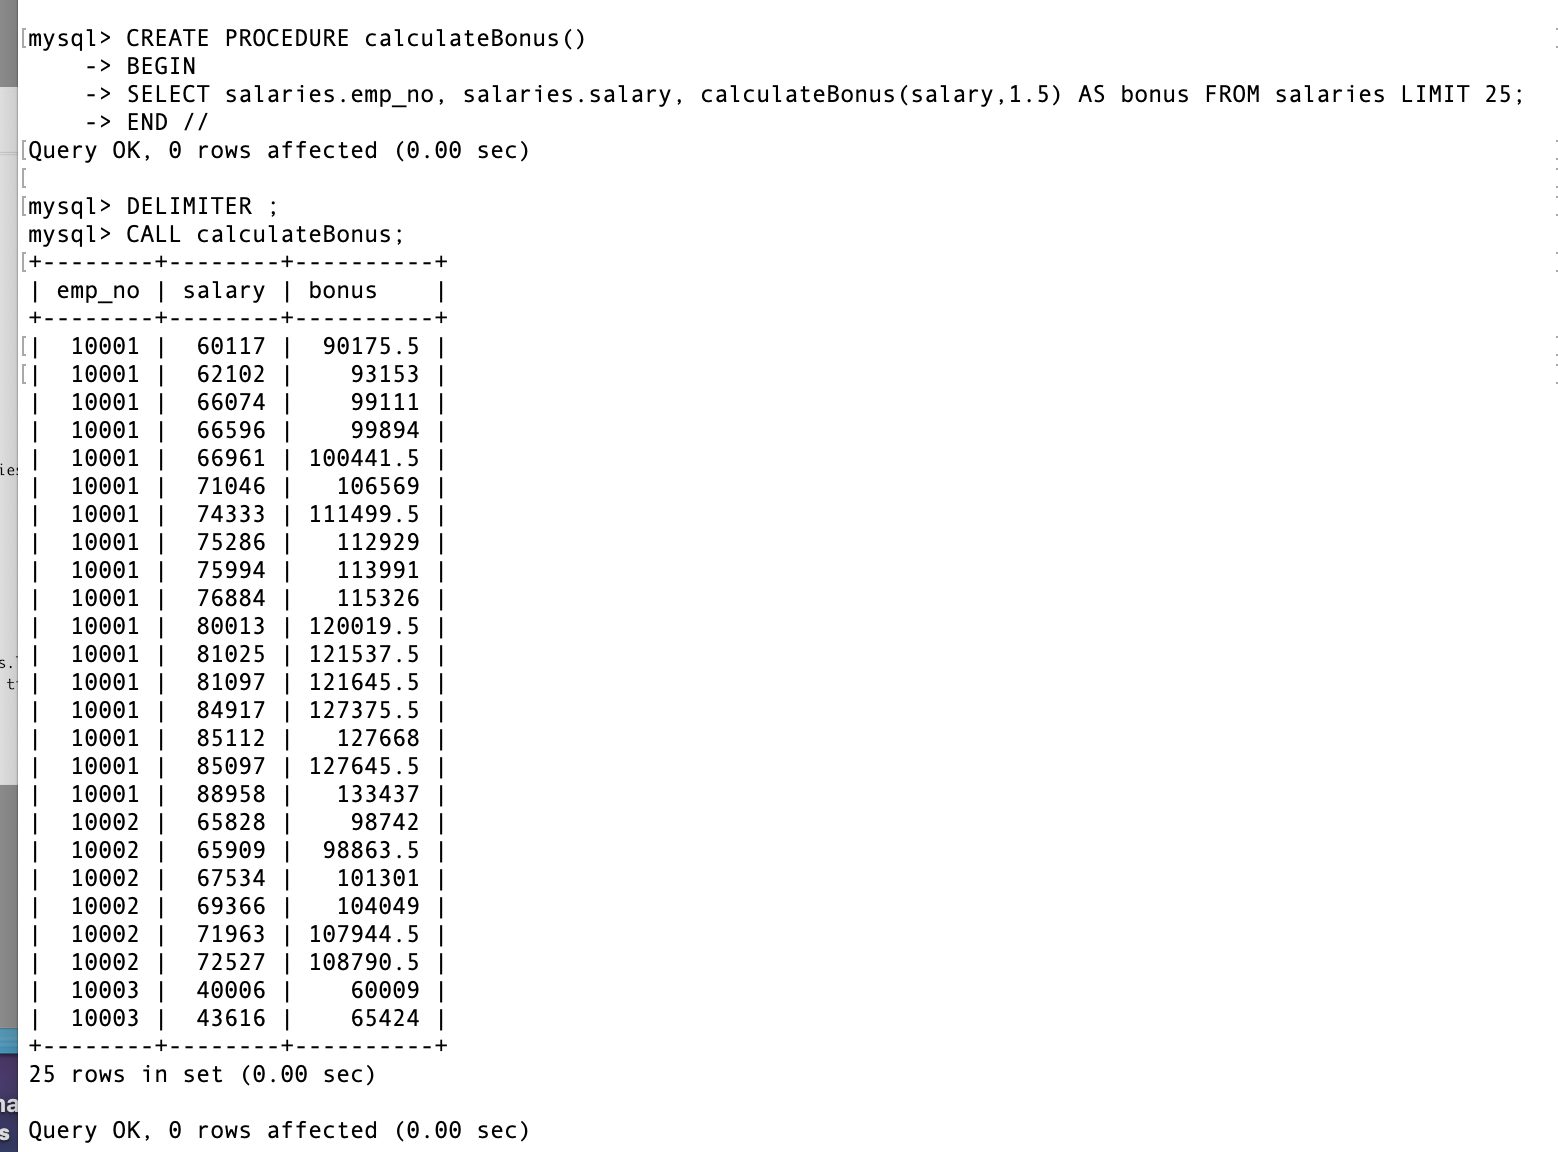 [mysql> CREATE PROCEDURE calculateBonus()
    -> BEGIN
    -> SELECT salaries.emp_no, salaries.salary, calculateBonus(salary,1.5) AS bonus FROM salaries LIMIT 25;
    -> END //
[Query OK, 0 rows affected (0.00 sec)
[
[mysql> DELIMITER ;
mysql> CALL calculateBonus;
[+--------+--------+----------+
| emp_no | salary | bonus    |
+--------+--------+----------+
[|  10001 |  60117 |  90175.5 |
[|  10001 |  62102 |    93153 |
|  10001 |  66074 |    99111 |
|  10001 |  66596 |    99894 |
|  10001 |  66961 | 100441.5 |
|  10001 |  71046 |   106569 |
|  10001 |  74333 | 111499.5 |
|  10001 |  75286 |   112929 |
|  10001 |  75994 |   113991 |
|  10001 |  76884 |   115326 |
|  10001 |  80013 | 120019.5 |
|  10001 |  81025 | 121537.5 |
|  10001 |  81097 | 121645.5 |
|  10001 |  84917 | 127375.5 |
|  10001 |  85112 |   127668 |
|  10001 |  85097 | 127645.5 |
|  10001 |  88958 |   133437 |
|  10002 |  65828 |    98742 |
|  10002 |  65909 |  98863.5 |
|  10002 |  67534 |   101301 |
|  10002 |  69366 |   104049 |
|  10002 |  71963 | 107944.5 |
|  10002 |  72527 | 108790.5 |
|  10003 |  40006 |    60009 |
|  10003 |  43616 |    65424 |
+--------+--------+----------+
25 rows in set (0.00 sec)
Query OK, 0 rows affected (0.00 sec)